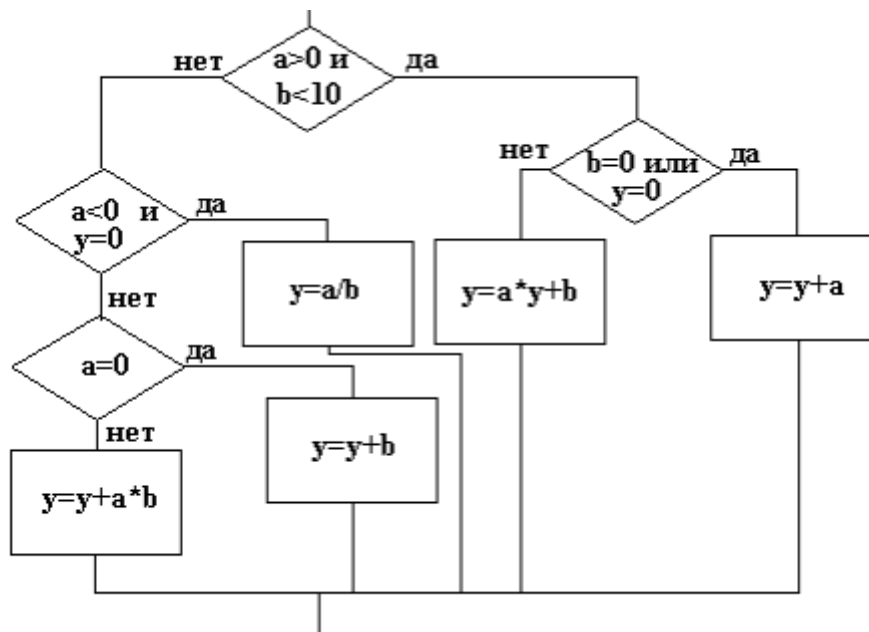 a>0 и
b<10
нет
да
b=0 или
y=0
нет
да
a<0 и
y=0
да
нет
y=a/b
y=a*y+b
y=y+a
a=0
да
нет
y=y+b
y=y+a*b